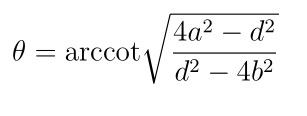 θ = arccot√((4a² − d²)/(d² − 4b²))